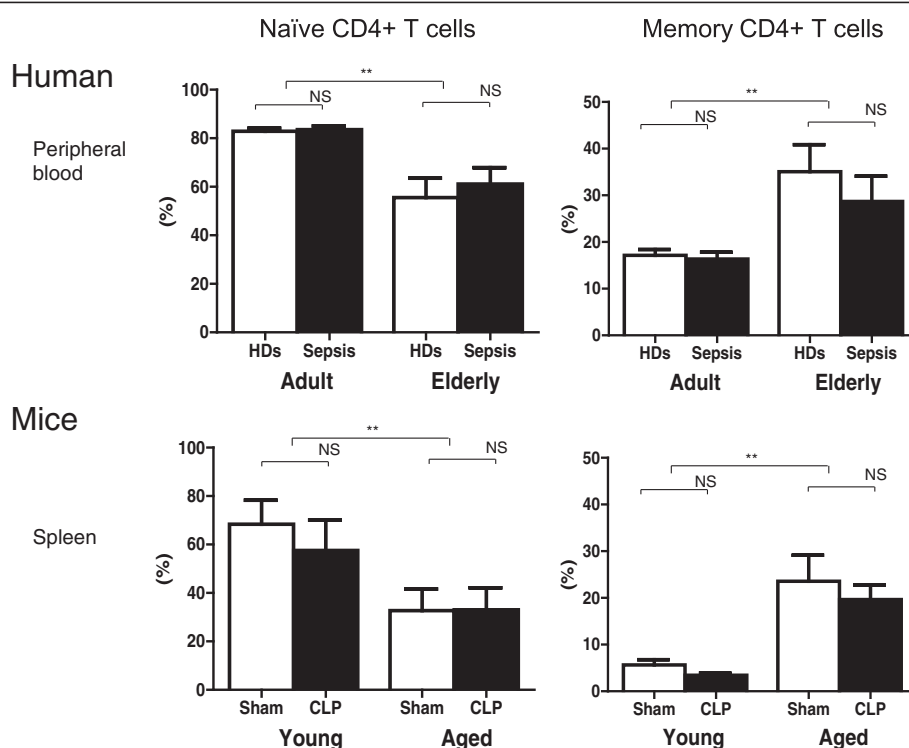 Naïve CD4+ T cells
Memory CD4+ T cells
Human
Peripheral
blood
**
NS
NS
100
80
60
40
20
0
(%)
HDs Sepsis HDs Sepsis
Adult Elderly
**
NS
NS
50
40
30
20
10
0
(%)
HDs Sepsis HDs Sepsis
Adult Elderly
Mice
Spleen
**
NS
NS
100
80
60
40
20
0
(%)
Sham CLP Sham CLP
Young Aged
**
NS
NS
50
40
30
20
10
0
(%)
Sham CLP Sham CLP
Young Aged